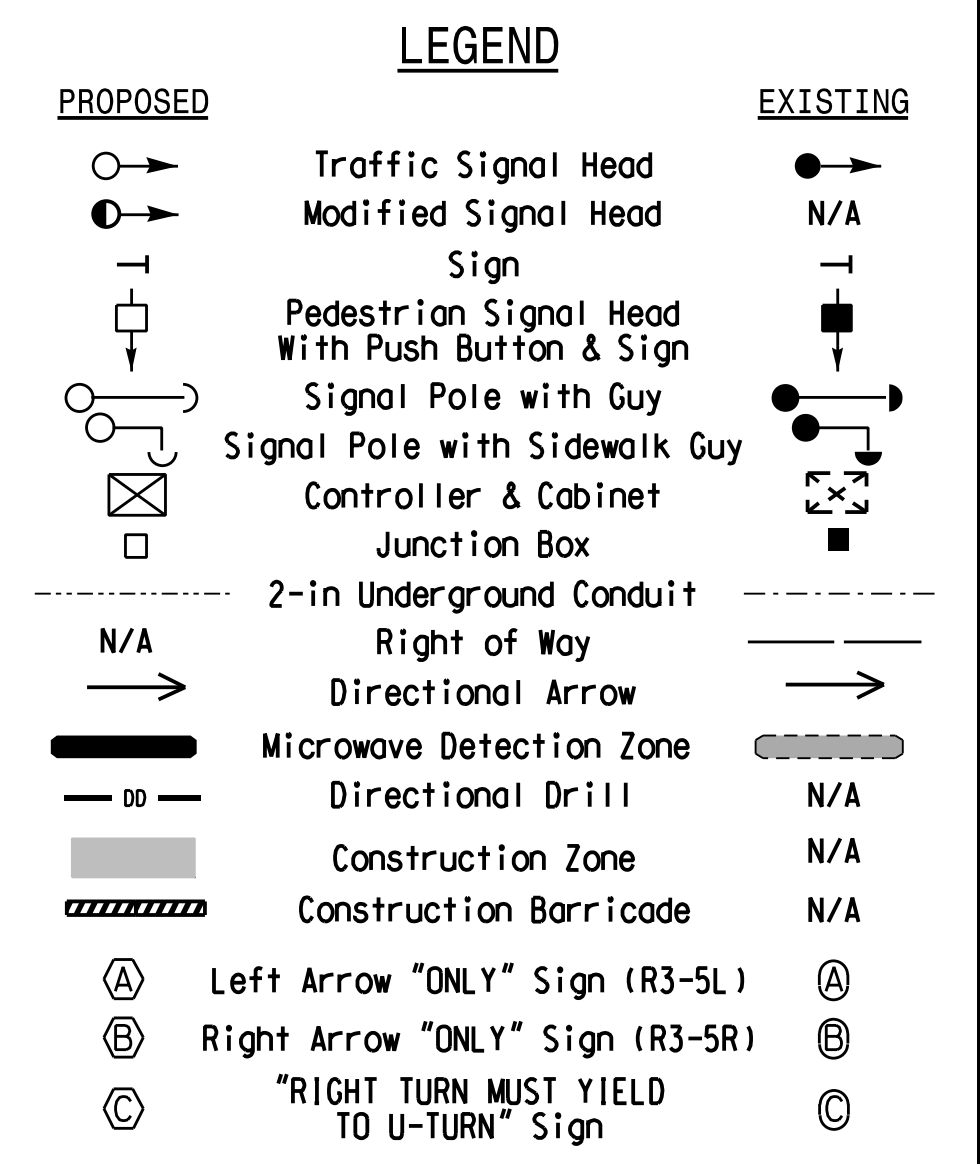 LEGEND
PROPOSED EXISTING
Traffic Signal Head
Modified Signal Head N/A
Sign
Pedestrian Signal Head
With Push Button & Sign
Signal Pole with Guy
Signal Pole with Sidewalk Guy
Controller & Cabinet
Junction Box
2-in Underground Conduit
N/A Right of Way
Directional Arrow
Microwave Detection Zone
DD Directional Drill N/A
Construction Zone N/A
Construction Barricade N/A
A Left Arrow "ONLY" Sign (R3-5L) A
B Right Arrow "ONLY" Sign (R3-5R) B
"RIGHT TURN MUST YIELD
C TO U-TURN" Sign C